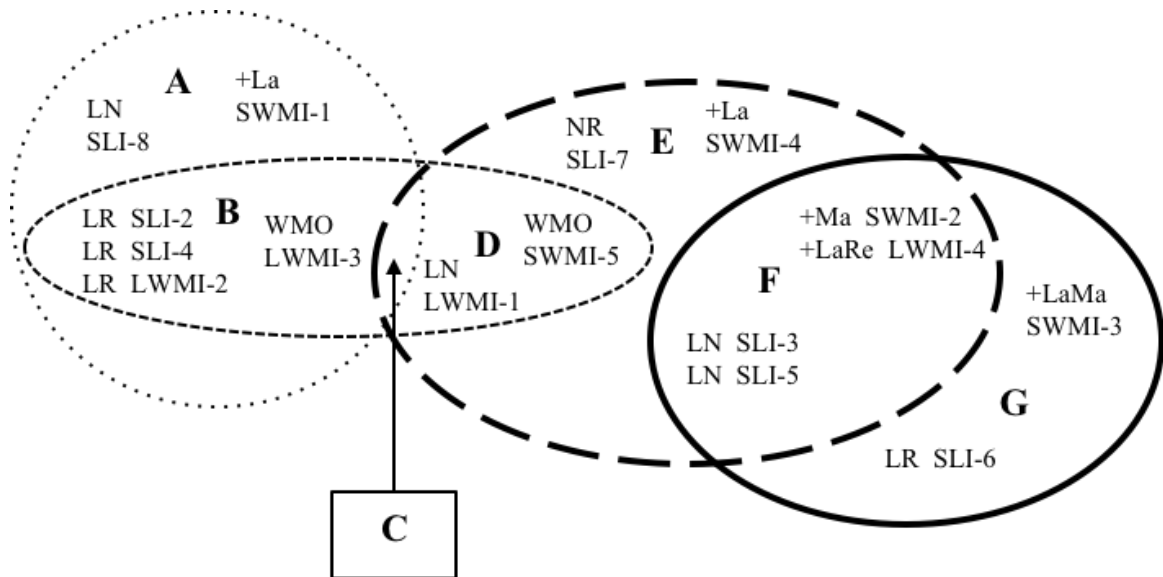 A
+La
SWMI-1
LN
SLI-8
B
LR SLI-2
LR SLI-4
LR LWMI-2
WMO
LWMI-3
C
D
WMO
SWMI-5
LN
LWMI-1
NR
SLI-7
E
+La
SWMI-4
+Ma SWMI-2
+LaRe LWMI-4
F
LN SLI-3
LN SLI-5
+LaMa
SWMI-3
G
LR SLI-6